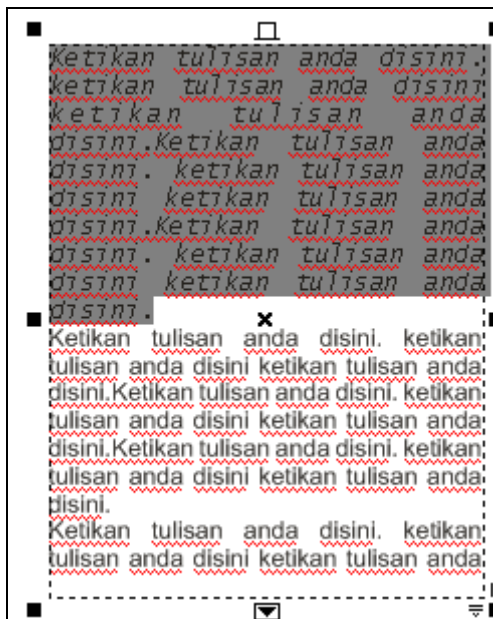 Ketikan tulisan anda disini.
ketikan tulisan anda disini
ketikan tulisan anda
disini.Ketikan tulisan anda
disini. ketikan tulisan anda
disini ketikan tulisan anda
disini.Ketikan tulisan anda
disini. ketikan tulisan anda
disini ketikan tulisan anda
disini.
Ketikan tulisan anda disini. ketikan
tulisan anda disini ketikan tulisan anda
disini.Ketikan tulisan anda disini. ketikan
tulisan anda disini ketikan tulisan anda
disini.Ketikan tulisan anda disini. ketikan
tulisan anda disini ketikan tulisan anda
disini.
Ketikan tulisan anda disini. ketikan
tulisan anda disini ketikan tulisan anda